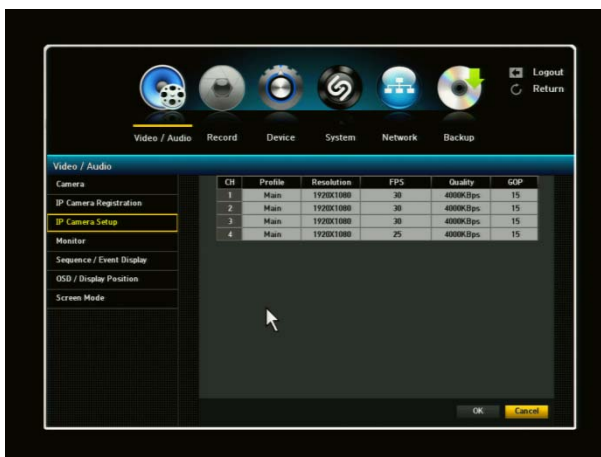 Logout
Return
Video / Audio Record Device System Network Backup
Video / Audio
Camera
IP Camera Registration
IP Camera Setup
Monitor
Sequence / Event Display
OSD / Display Position
Screen Mode
CH Profile Resolution FPS Quality GOP
1 Main 1920X1080 30 4000KBps 15
2 Main 1920X1080 30 4000KBps 15
3 Main 1920X1080 30 4000KBps 15
4 Main 1920X1080 25 4000KBps 15
OK Cancel